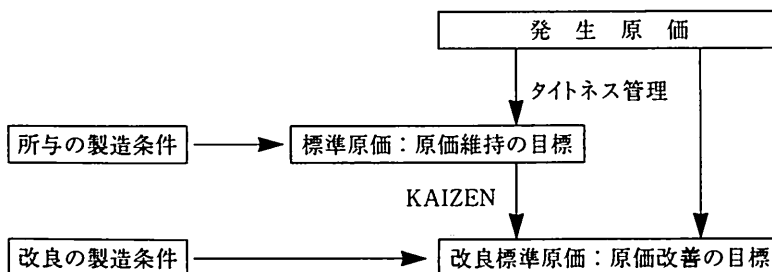 発生原価
タイトネス管理
所与の製造条件
標準原価：原価維持の目標
KAIZEN
改良の製造条件
改良標準原価：原価改善の目標